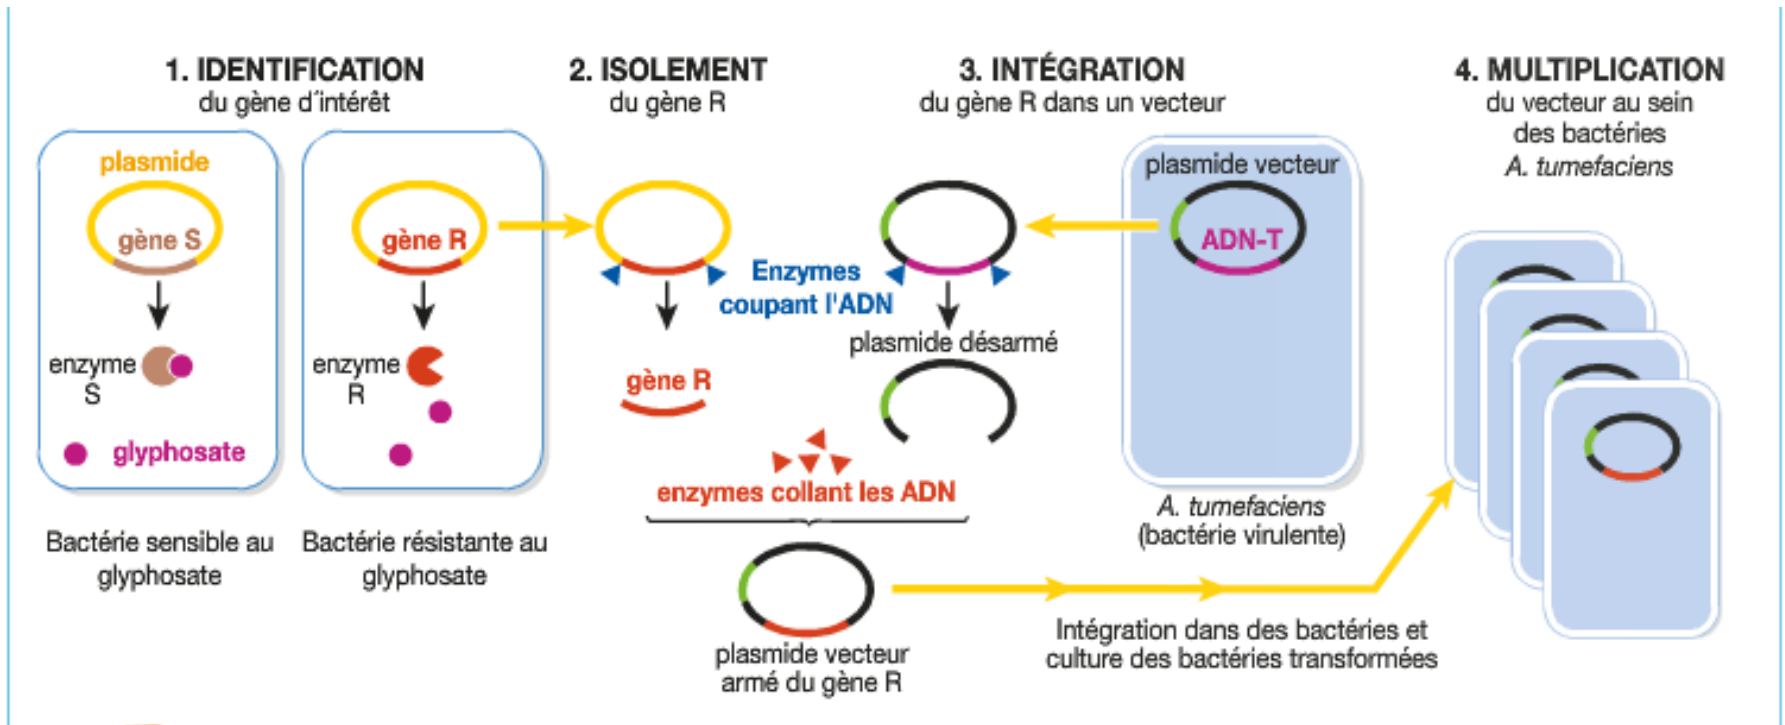 1. IDENTIFICATION
du gène d´intérêt
plasmide
gène S
enzyme
S
glyphosate
Bactérie sensible au
glyphosate
gène R
enzyme
R
Bactérie résistante au
glyphosate
2. ISOLEMENT
du gène R
Enzymes
coupant l'ADN
gène R
enzymes collant les ADN
plasmide vecteur
armé du gène R
3. INTÉGRATION
du gène R dans un vecteur
plasmide désarmé
plasmide vecteur
ADN-T
A. tumefaciens
(bactérie virulente)
Intégration dans des bactéries et
culture des bactéries transformées
4. MULTIPLICATION
du vecteur au sein
des bactéries
A. tumefaciens